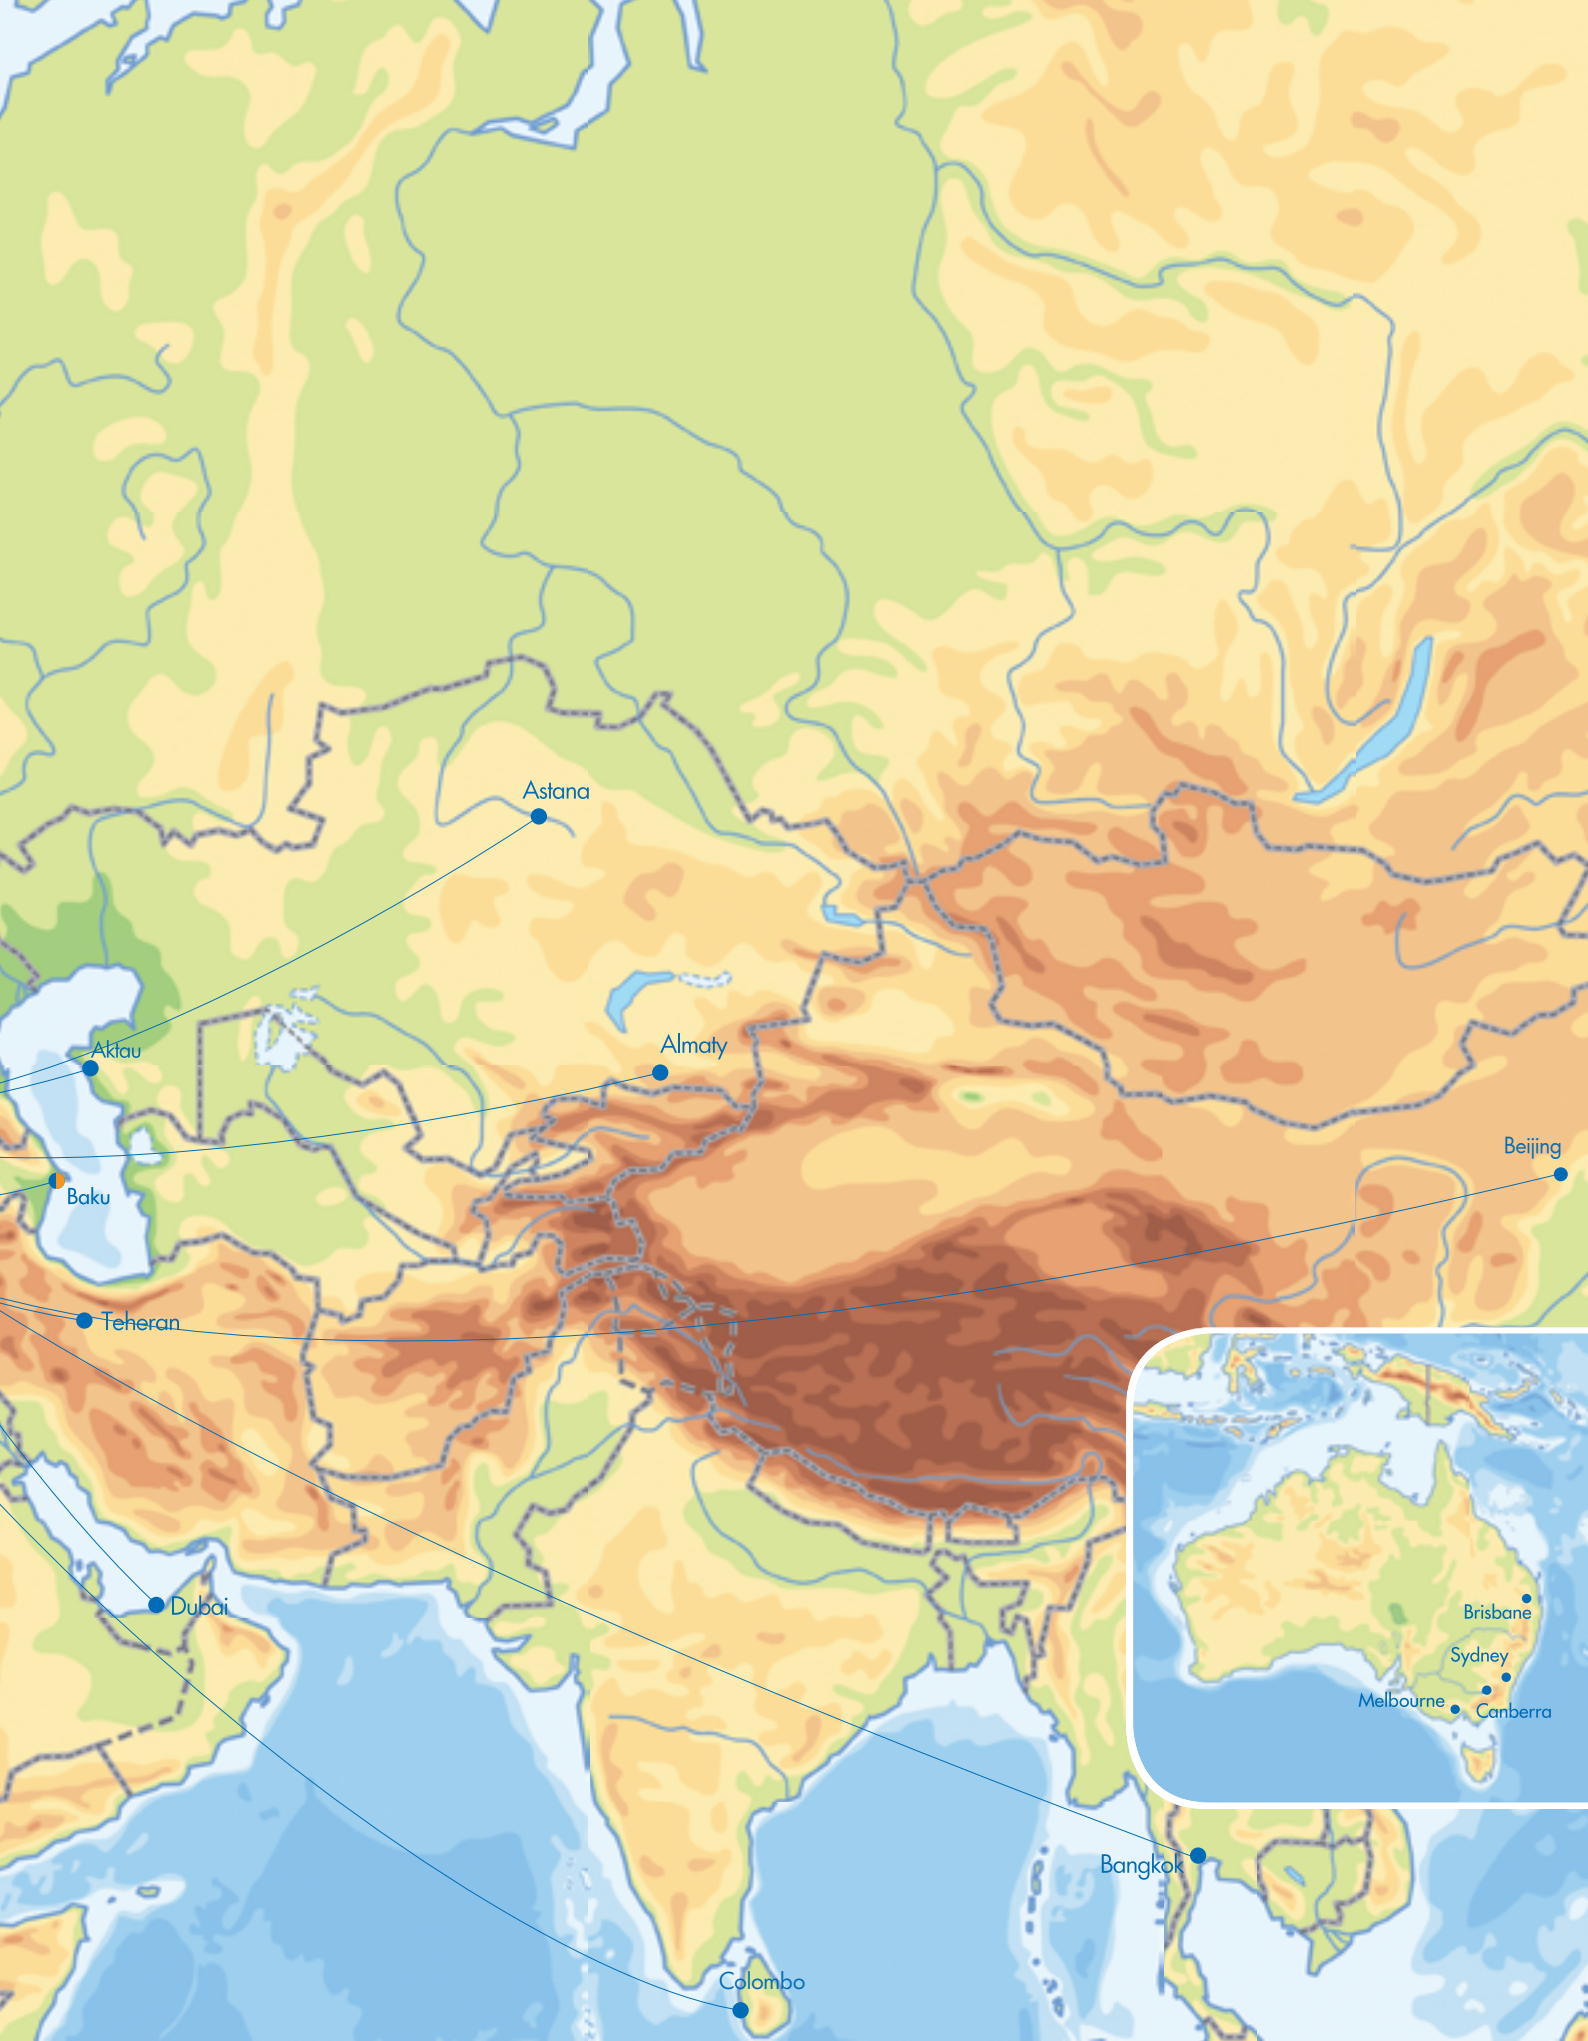 Astana
Almaty
Aktau
Beijing
Baku
Teheran
Dubai
Brisbane
Sydney
Melbourne
Canberra
Bangkok
Colombo